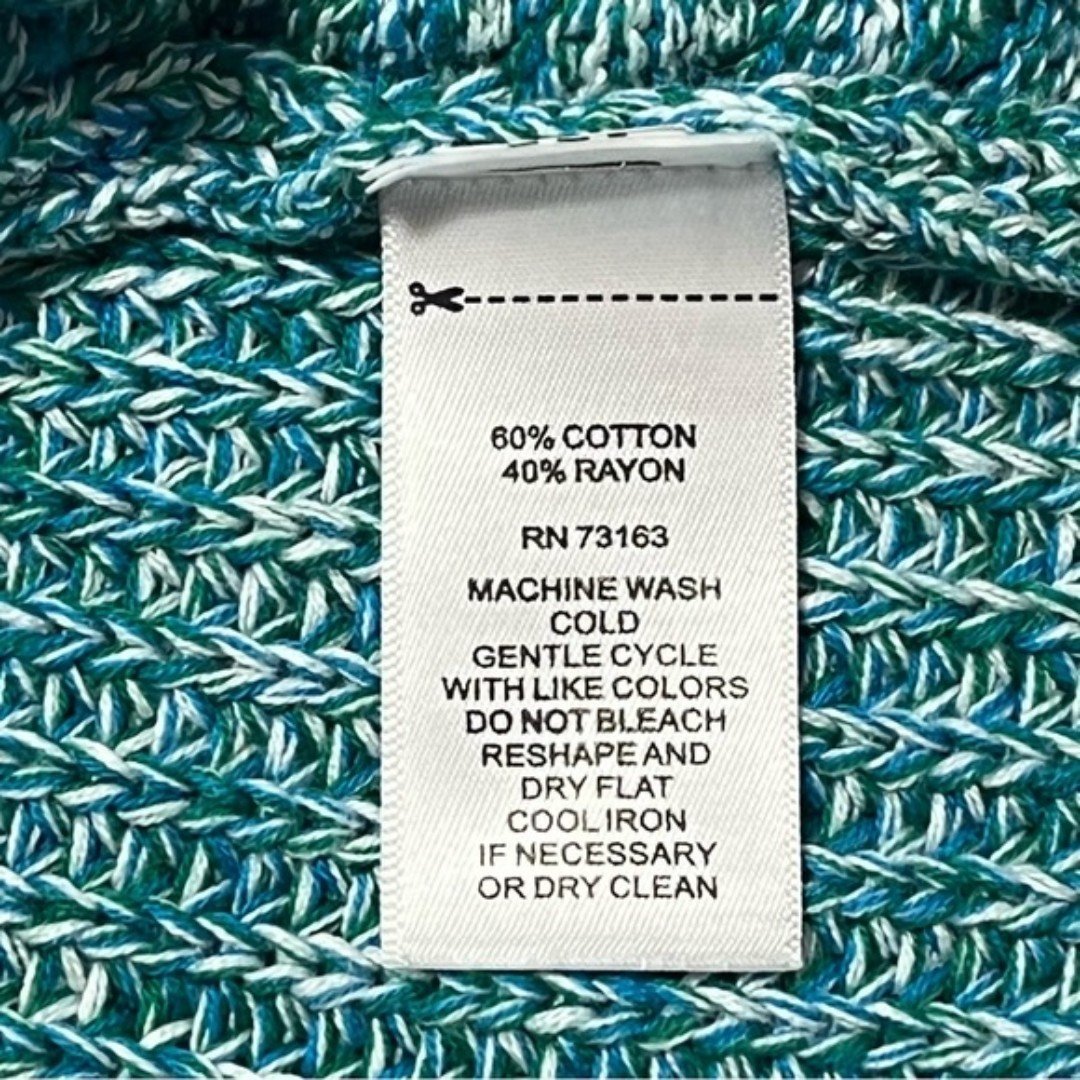 60% COTTON
40% RAYON
RN 73163
MACHINE WASH
COLD
GENTLE CYCLE
WITH LIKE COLORS
DO NOT BLEACH
RESHAPE AND
DRY FLAT
COOL IRON
IF NECESSARY
OR DRY CLEAN